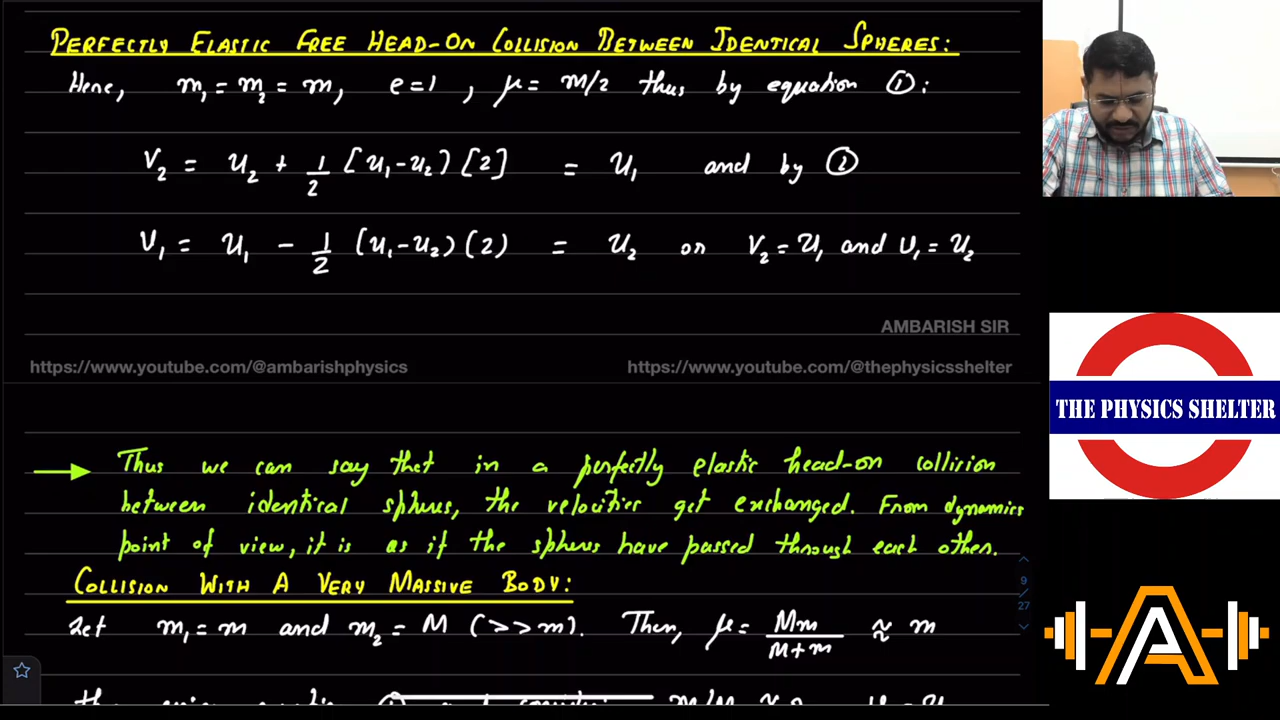 PERFECTLY ELASTIC FREE HEAD-ON COLLISION BETWEEN IDENTICAL SPHERES:
Here, m₁ = m₂ = m, e=1 , μ = m/2 thus by equation ①:
V₂ = U₂ + 1/2 [U₁-U₂) [2] = U₁ and by ②
V₁ = U₁ - 1/2 (U₁-U₂) (2) = U₂ or V₂ = U₁ and V₁ = U₂
AMBARISH SIR
https://www.youtube.com/@ambarishphysics https://www.youtube.com/@thephysicsshelter
THE PHYSICS SHELTER
→ Thus we can say that in a perfectly elastic head-on collision
between identical spheres, the velocities get exchanged. From dynamics
point of view, it is as if the spheres have passed through each other.
COLLISION WITH A VERY MASSIVE BODY:
9
27
Let m₁ = m and m₂ = M (>>m). Then, μ = Mm/M+m ≈ m